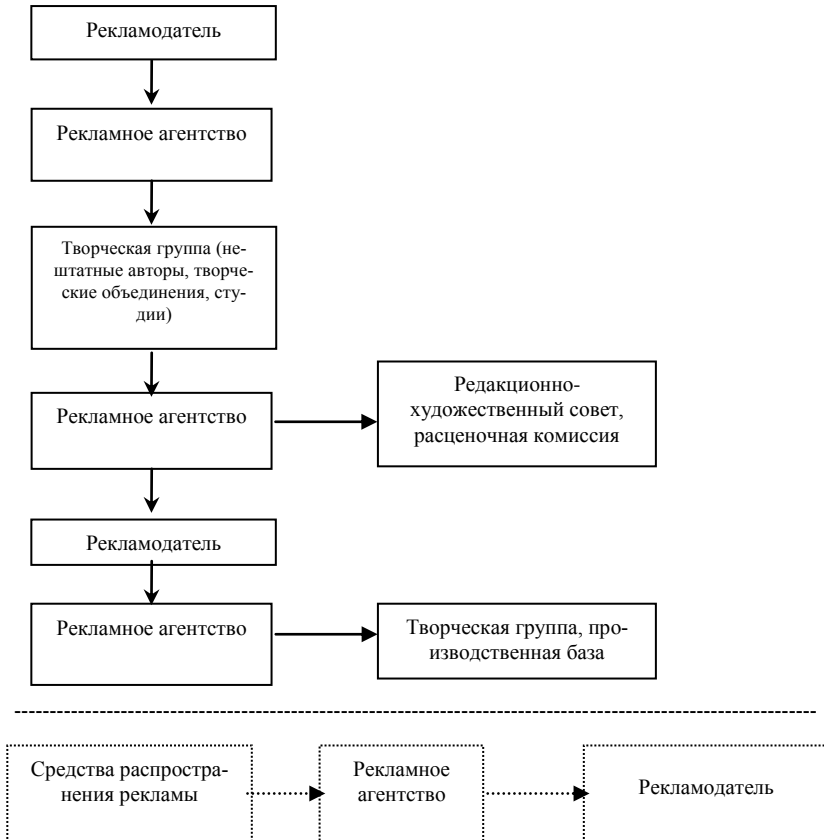 Рекламодатель
Рекламное агентство
Творческая группа (не-
штатные авторы, творче-
ские объединения, сту-
дии)
Рекламное агентство
Редакционно-
художественный совет,
расценочная комиссия
Рекламодатель
Рекламное агентство
Творческая группа, про-
изводственная база
Средства распростра-
нения рекламы
Рекламное
агентство
Рекламодатель